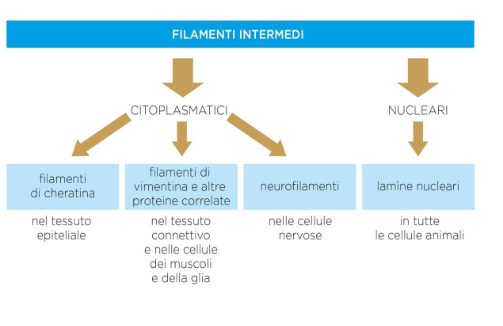 FILAMENTI INTERMEDI
CITOPLASMATICI
NUCLEARI
filamenti
di cheratina
nel tessuto
epiteliale
filamenti di
vimentina e altre
proteine correlate
nel tessuto
connettivo
e nelle cellule
dei muscoli
e della glia
neurofilamenti
nelle cellule
nervose
lamine nucleari
in tutte
le cellule animali